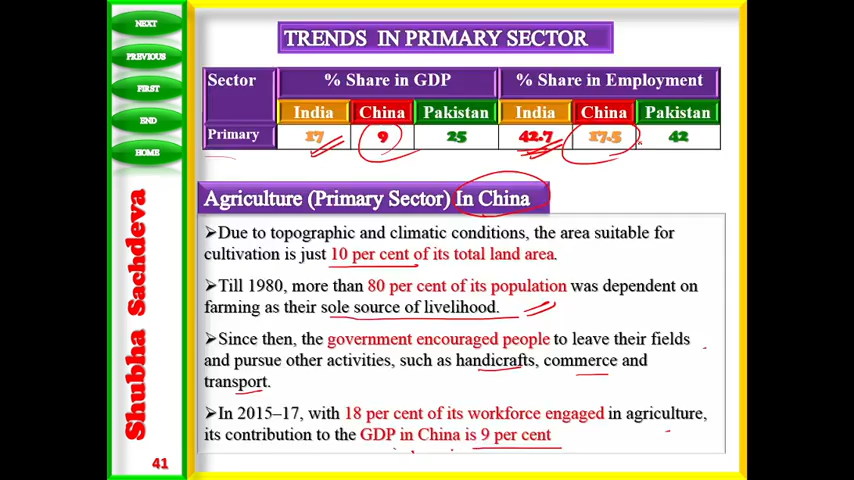 NEXT
PREVIOUS
FIRST
END
HOME
Shubha Sachdeva
41
TRENDS IN PRIMARY SECTOR
Sector % Share in GDP % Share in Employment
India China Pakistan India China Pakistan
Primary 17 9 25 42.7 17.5 42
Agriculture (Primary Sector) In China
➢Due to topographic and climatic conditions, the area suitable for
cultivation is just 10 per cent of its total land area.
➢Till 1980, more than 80 per cent of its population was dependent on
farming as their sole source of livelihood.
➢Since then, the government encouraged people to leave their fields
and pursue other activities, such as handicrafts, commerce and
transport.
➢In 2015–17, with 18 per cent of its workforce engaged in agriculture,
its contribution to the GDP in China is 9 per cent